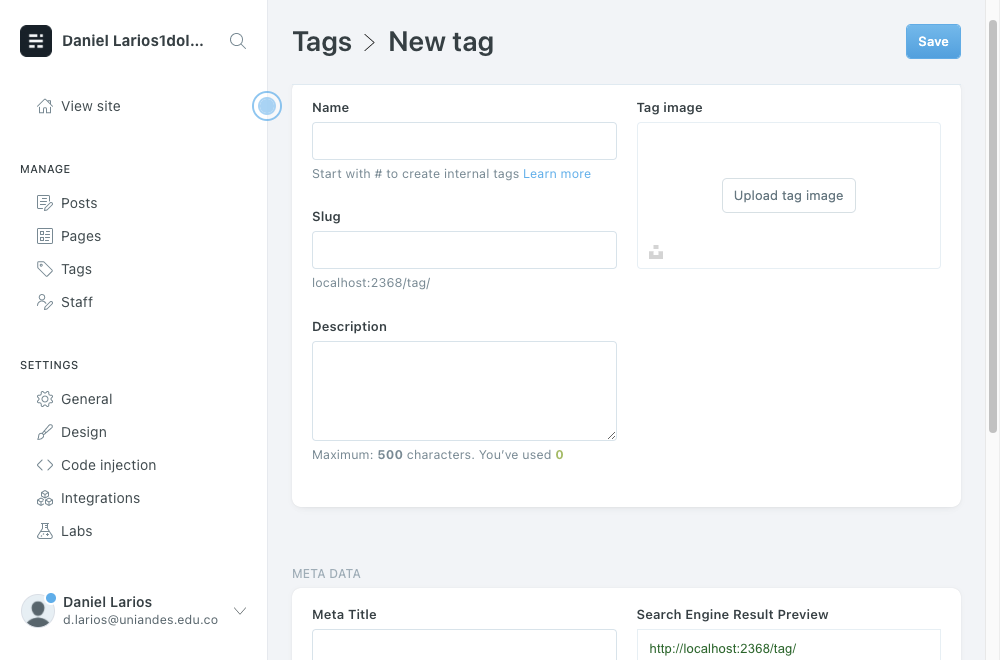 Daniel Larios1dol...
View site
MANAGE
Posts
Pages
Tags
Staff
SETTINGS
General
Design
Code injection
Integrations
Labs
Daniel Larios
d.larios@uniandes.edu.co
Tags > New tag
Save
Name
Start with # to create internal tags Learn more
Slug
localhost:2368/tag/
Description
Maximum: 500 characters. You’ve used 0
Tag image
Upload tag image
META DATA
Meta Title
Search Engine Result Preview
http://localhost:2368/tag/